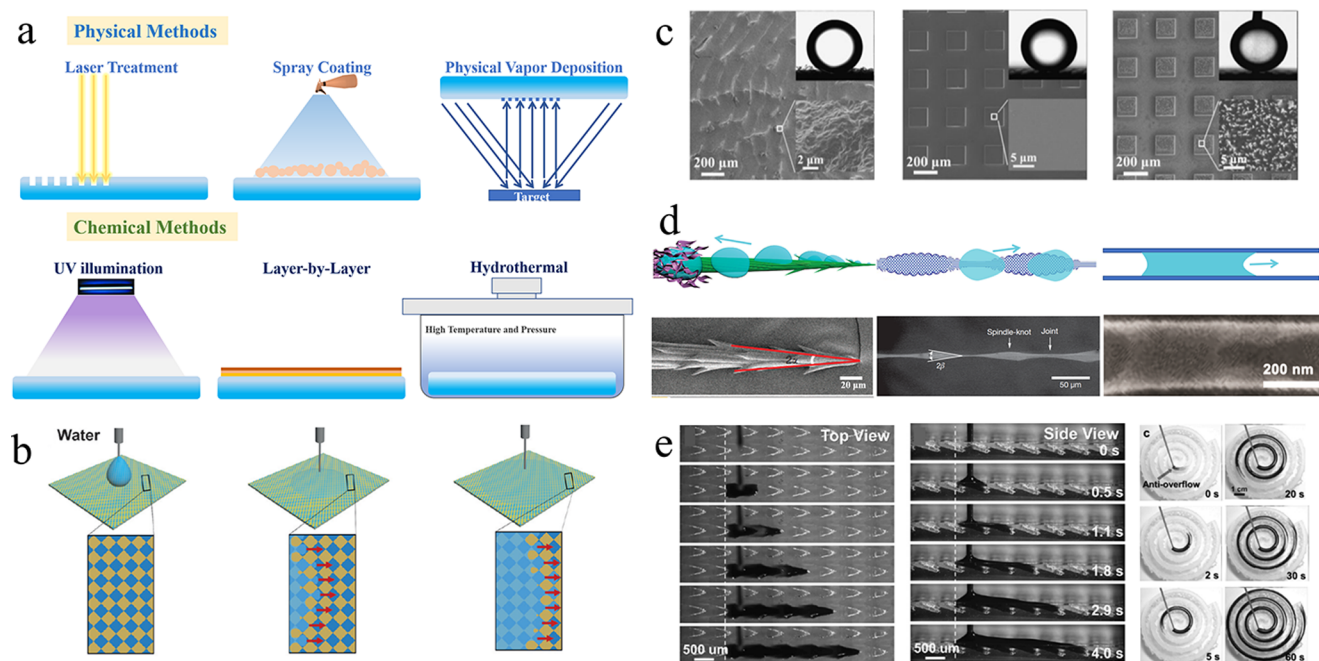 a
Physical Methods
Laser Treatment
Spray Coating
Physical Vapor Deposition
Target
Chemical Methods
UV illumination
Layer-by-Layer
Hydrothermal
High Temperature and Pressure
b
Water
c
200 μm
2 μm
200 μm
5 μm
200 μm
5 μm
d
20 μm
Spindle-knot
Joint
2β
50 μm
200 nm
e
Top View
500 um
Side View
0 s
0.5 s
1.1 s
1.8 s
2.9 s
4.0 s
500 um
c
Anti-overflow
0 s
1 cm
20 s
2 s
30 s
5 s
60 s